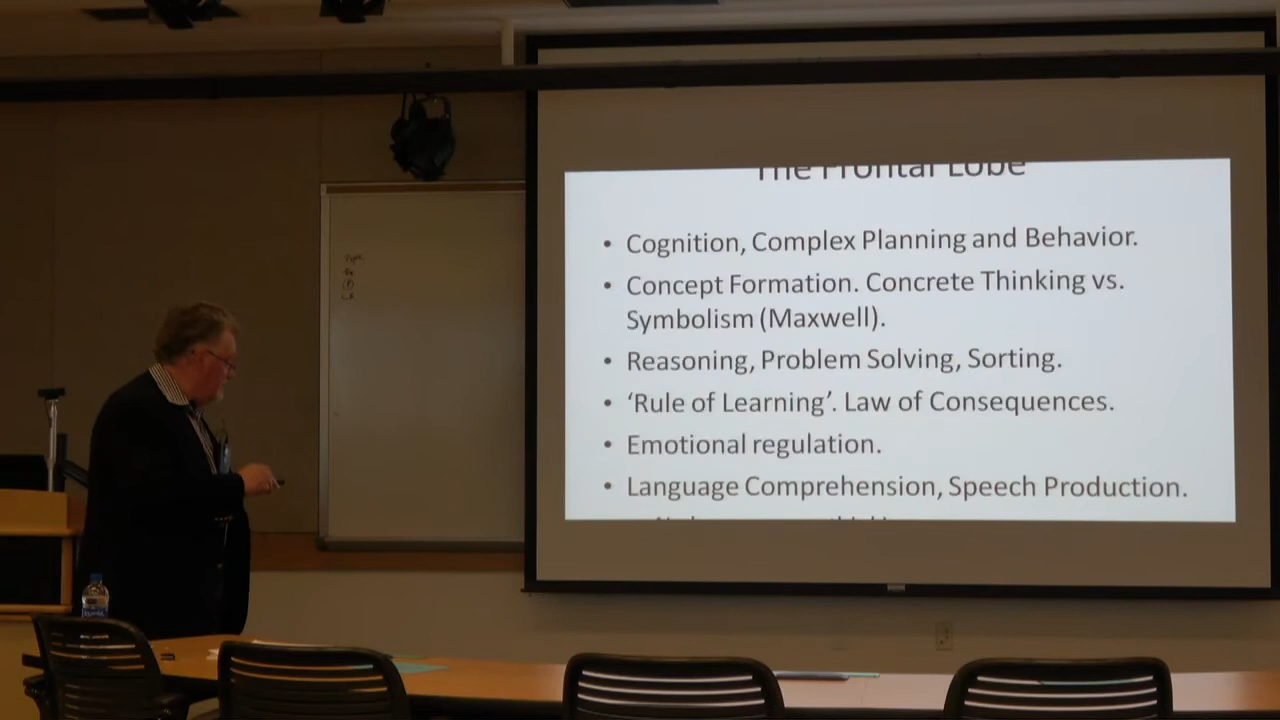 The Frontal Lobe
• Cognition, Complex Planning and Behavior.
• Concept Formation. Concrete Thinking vs.
Symbolism (Maxwell).
• Reasoning, Problem Solving, Sorting.
• ‘Rule of Learning’. Law of Consequences.
• Emotional regulation.
• Language Comprehension, Speech Production.